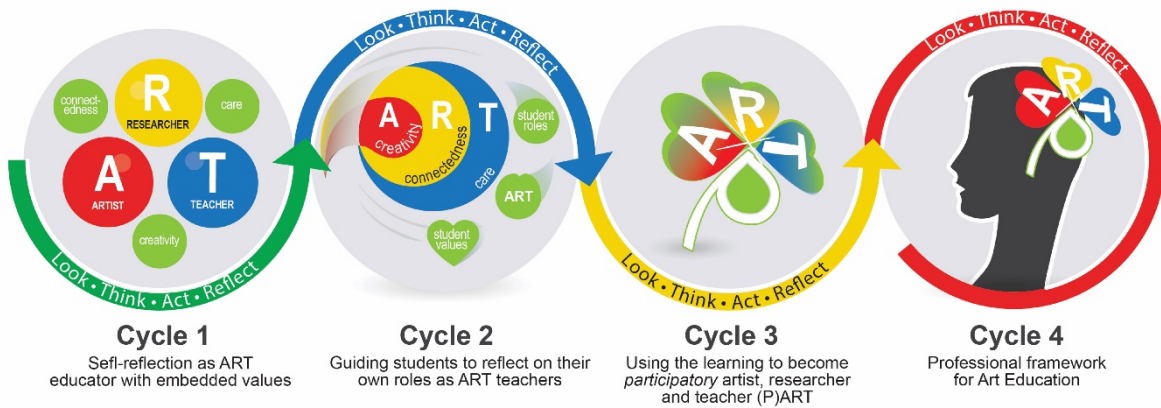 connect-
edness
R
RESEARCHER
care
A
ARTIST
T
TEACHER
creativity
Look • Think • Act • Reflect
Cycle 1
Sefl-reflection as ART
educator with embedded values
Look • Think • Act • Reflect
A R T
creativity
connectedness
care
student
roles
ART
student
values
Cycle 2
Guiding students to reflect on their
own roles as ART teachers
A R T
P
Look • Think • Act • Reflect
Cycle 3
Using the learning to become
participatory artist, researcher
and teacher (P)ART
Look • Think • Act • Reflect
A R T
P
Cycle 4
Professional framework
for Art Education